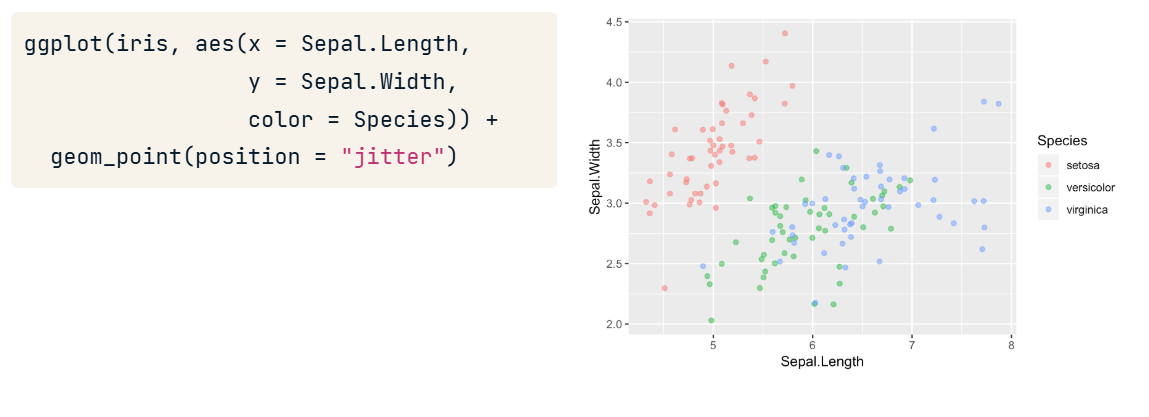 ggplot(iris, aes(x = Sepal.Length,
                 y = Sepal.Width,
                 color = Species)) +
  geom_point(position = "jitter")
4.5
4.0
3.5
3.0
2.5
2.0
Sepal.Width
5 6 7 8
Sepal.Length
Species
setosa
versicolor
virginica